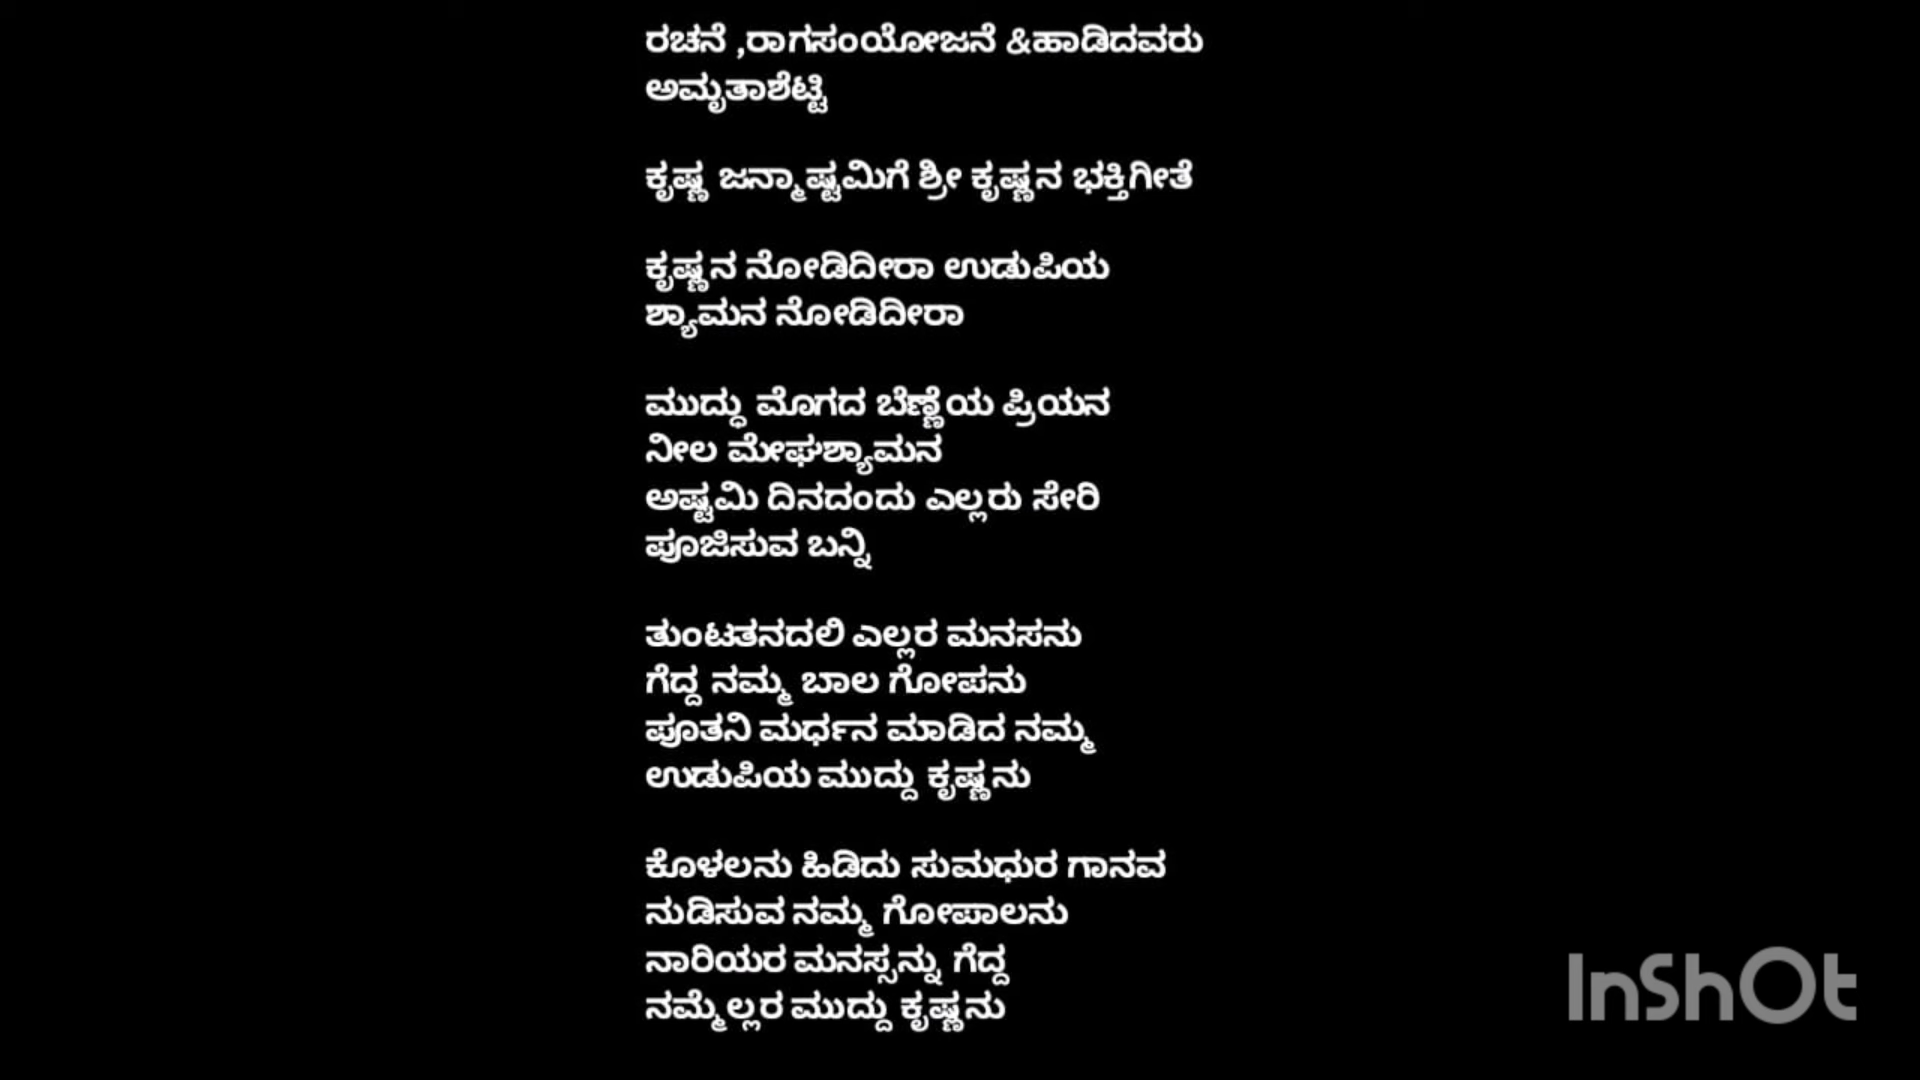 ರಚನೆ ,ರಾಗಸಂಯೋಜನೆ &ಹಾಡಿದವರು
ಅಮೃತಾಶೆಟ್ಟಿ
ಕೃಷ್ಣ ಜನ್ಮಾಷ್ಟಮಿಗೆ ಶ್ರೀ ಕೃಷ್ಣನ ಭಕ್ತಿಗೀತೆ
ಕೃಷ್ಣನ ನೋಡಿದೀರಾ ಉಡುಪಿಯ
ಶ್ಯಾಮನ ನೋಡಿದೀರಾ
ಮುದ್ಧು ಮೊಗದ ಬೆಣ್ಣೆಯ ಪ್ರಿಯನ
ನೀಲ ಮೇಘಶ್ಯಾಮನ
ಅಷ್ಟಮಿ ದಿನದಂದು ಎಲ್ಲರು ಸೇರಿ
ಪೂಜಿಸುವ ಬನ್ನಿ
ತುಂಟತನದಲಿ ಎಲ್ಲರ ಮನಸನು
ಗೆದ್ದ ನಮ್ಮ ಬಾಲ ಗೋಪನು
ಪೂತನಿ ಮರ್ಧನ ಮಾಡಿದ ನಮ್ಮ
ಉಡುಪಿಯ ಮುದ್ದು ಕೃಷ್ಣನು
ಕೊಳಲನು ಹಿಡಿದು ಸುಮಧುರ ಗಾನವ
ನುಡಿಸುವ ನಮ್ಮ ಗೋಪಾಲನು
ನಾರಿಯರ ಮನಸ್ಸನ್ನು ಗೆದ್ದ
ನಮ್ಮೆಲ್ಲರ ಮುದ್ದು ಕೃಷ್ಣನು
InShOt